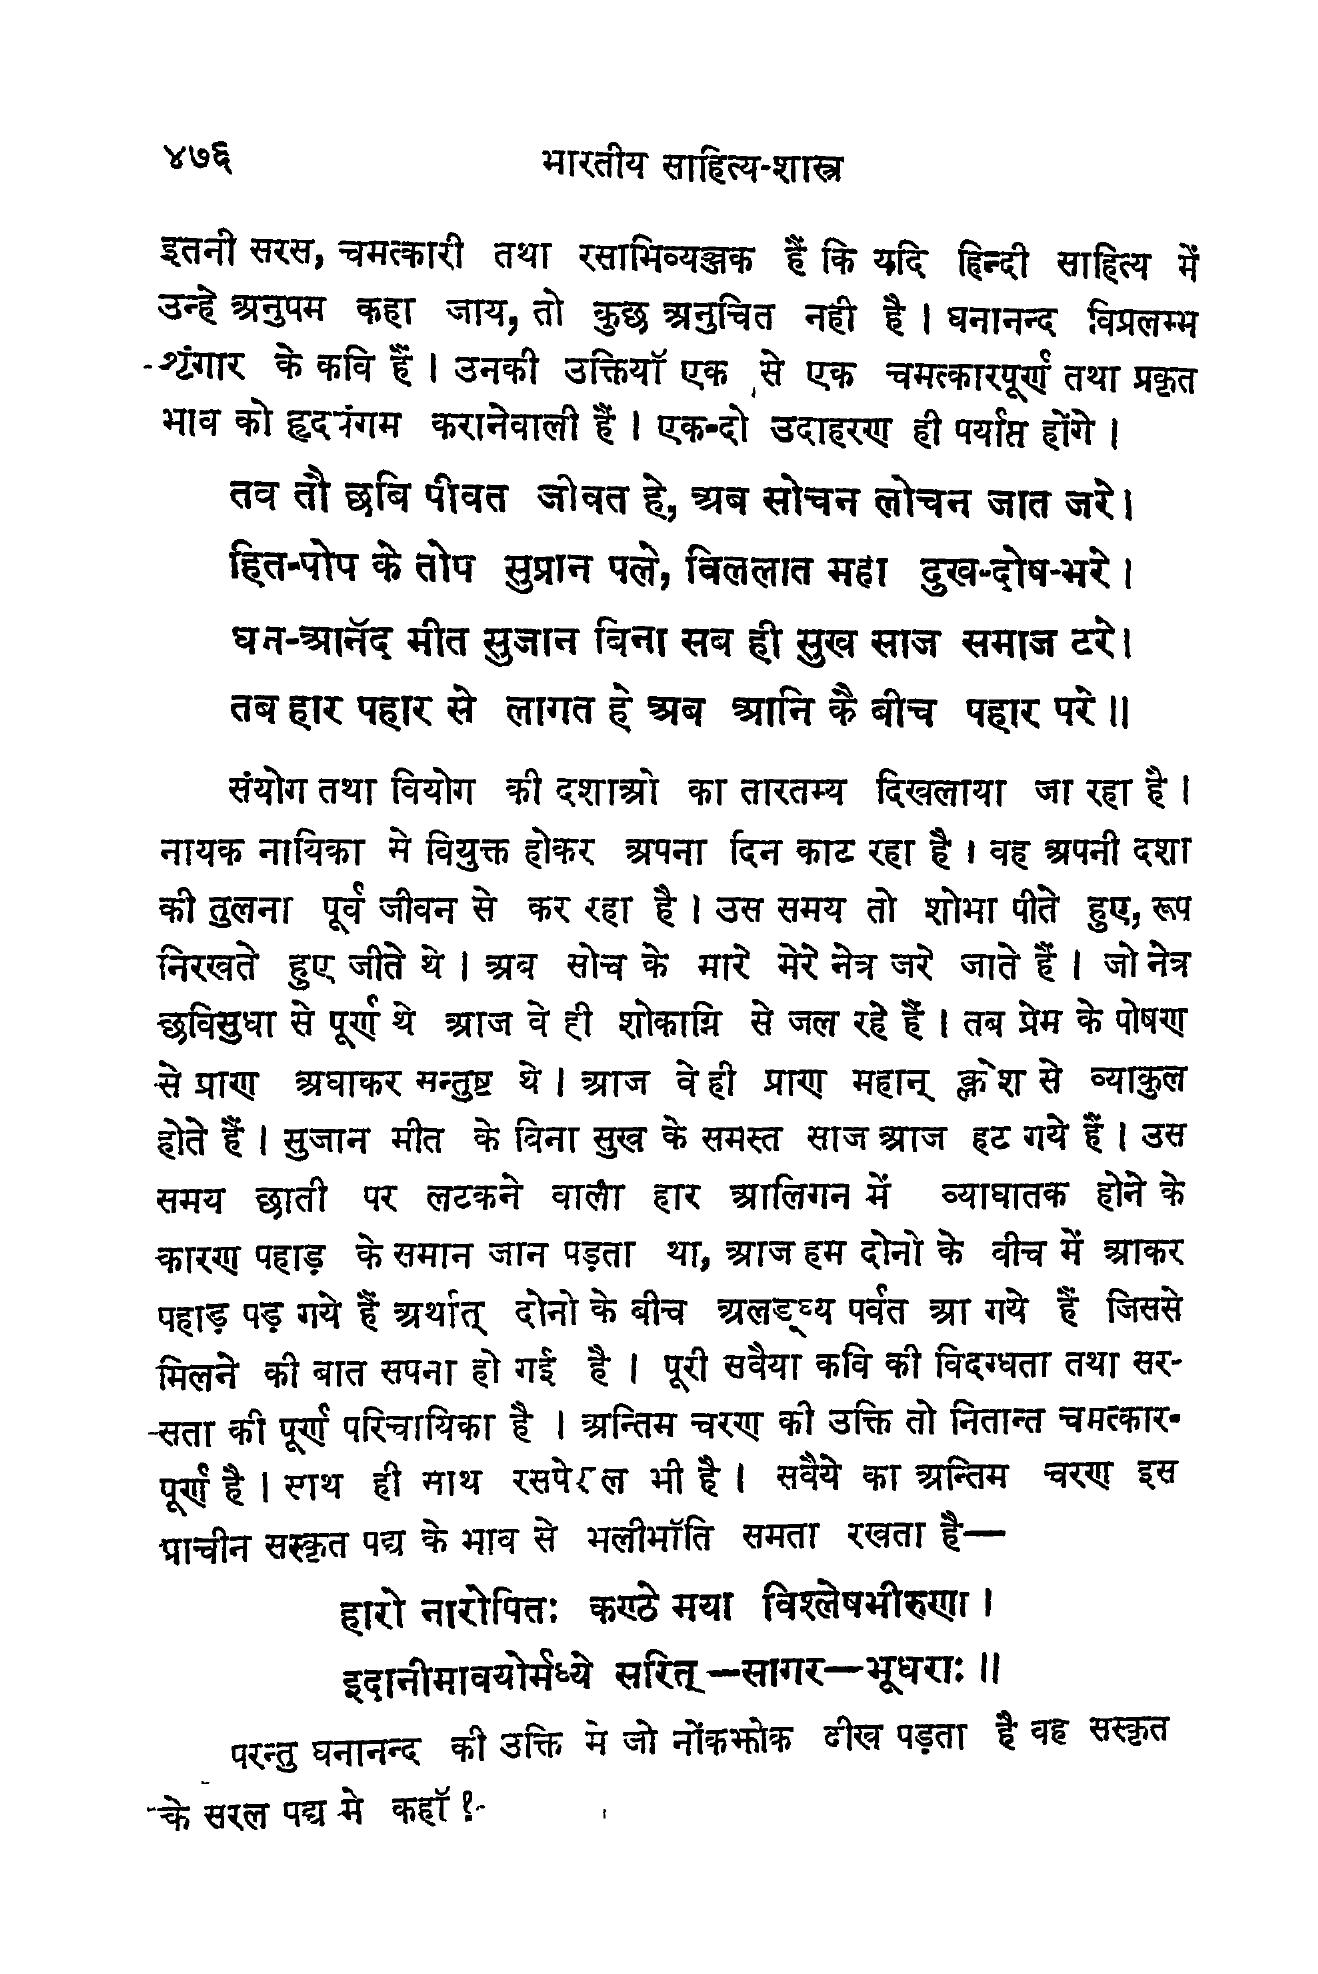 ४७६ भारतीय साहित्य-शास्त्र
इतनी सरस, चमत्कारी तथा रसाभिव्यञ्जक हैं कि यदि हिन्दी साहित्य में
उन्हे अनुपम कहा जाय, तो कुछ अनुचित नही है । घनानन्द विप्रलम्भ
शृंगार के कवि हैं । उनकी उक्तियॉ एक से एक चमत्कारपूर्ण तथा प्रकृत
भाव को हृदयंगम करानेवाली हैं । एक-दो उदाहरण ही पर्याप्त होंगे ।
तव तौ छबि पीवत जीवत हे, अब सोचन लोचन जात जरे।
हित-पोप के तोप सुप्रान पले, विललात महा दुख-दोष-भरे ।
घन-आनॅद मीत सुजान बिना सब ही सुख साज समाज टरे।
तब हार पहार से लागत हे अब आनि कै बीच पहार परे ॥
संयोग तथा वियोग की दशाओ का तारतम्य दिखलाया जा रहा है ।
नायक नायिका मे वियुक्त होकर अपना दिन काट रहा है । वह अपनी दशा
की तुलना पूर्व जीवन से कर रहा है । उस समय तो शोभा पीते हुए, रूप
निरखते हुए जीते थे । अब सोच के मारे मेरे नेत्र जरे जाते हैं । जो नेत्र
छविसुधा से पूर्ण थे आज वे ही शोकाग्नि से जल रहे हैं । तब प्रेम के पोषण
से प्राण अघाकर सन्तुष्ट थे । आज वे ही प्राण महान् क्लेश से व्याकुल
होते हैं । सुजान मीत के विना सुख के समस्त साज आज हट गये हैं । उस
समय छाती पर लटकने वाला हार आलिगन में व्याघातक होने के
कारण पहाड़ के समान जान पड़ता था, आज हम दोनो के वीच में आकर
पहाड़ पड़ गये हैं अर्थात् दोनो के बीच अलङ्घ्य पर्वत आ गये हैं जिससे
मिलने की बात सपना हो गई है । पूरी सवैया कवि की विदग्धता तथा सर-
सता की पूर्ण परिचायिका है । अन्तिम चरण की उक्ति तो नितान्त चमत्कार-
पूर्ण है । साथ ही साथ रसपेशल भी है । सवैये का अन्तिम चरण इस
प्राचीन सस्कृत पद्य के भाव से भलीभॉति समता रखता है—
हारो नारोपितः कण्ठे मया विश्लेषभीरुणा ।
इदानीमावयोर्मध्ये सरित्—सागर—भूधराः ॥
परन्तु घनानन्द की उक्ति मे जो नोंकझोक दीख पड़ता है वह सस्कृत
के सरल पद्य मे कहॉ ?